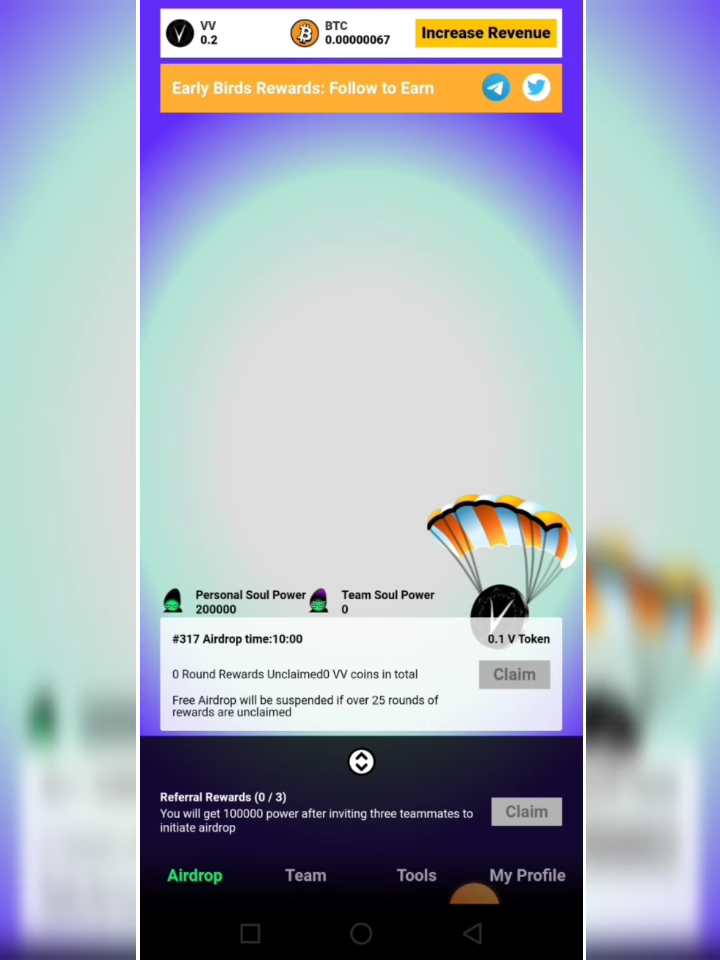 VV
0.2
BTC
0.00000067
Increase Revenue
Early Birds Rewards: Follow to Earn
Personal Soul Power
200000
Team Soul Power
0
#317 Airdrop time:10:00
0.1 V Token
0 Round Rewards Unclaimed0 VV coins in total
Claim
Free Airdrop will be suspended if over 25 rounds of
rewards are unclaimed
Referral Rewards (0 / 3)
You will get 100000 power after inviting three teammates to
initiate airdrop
Claim
Airdrop
Team
Tools
My Profile